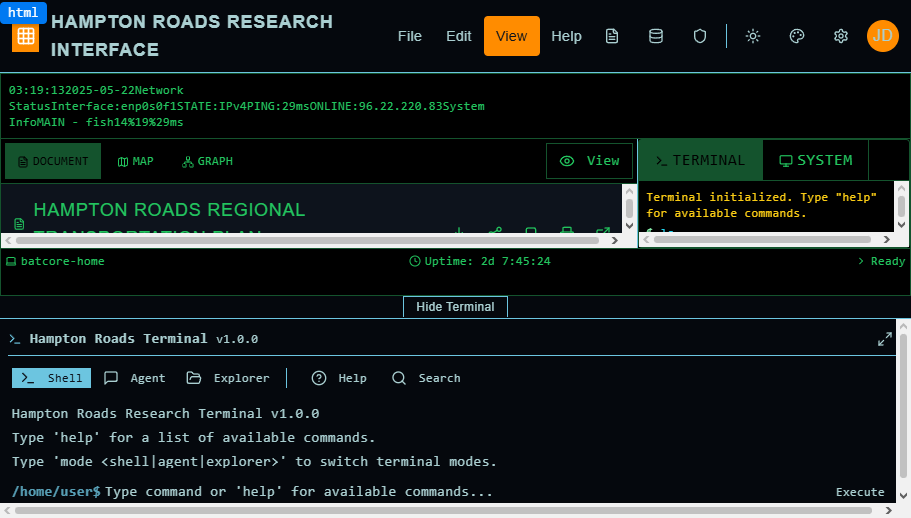 html
HAMPTON ROADS RESEARCH
INTERFACE
File Edit View Help JD
03:19:132025-05-22Network
StatusInterface:enp0s0f1STATE:IPv4PING:29msONLINE:96.22.220.83System
InfoMAIN - fish14%19%29ms
DOCUMENT MAP GRAPH View
>_TERMINAL SYSTEM
HAMPTON ROADS REGIONAL
TRANSPORTATION PLAN
Terminal initialized. Type "help"
for available commands.
$ ls
batcore-home Uptime: 2d 7:45:24 > Ready
Hide Terminal
>_ Hampton Roads Terminal v1.0.0
>_ Shell Agent Explorer Help Search
Hampton Roads Research Terminal v1.0.0
Type 'help' for a list of available commands.
Type 'mode <shell|agent|explorer>' to switch terminal modes.
/home/user$ Type command or 'help' for available commands... Execute